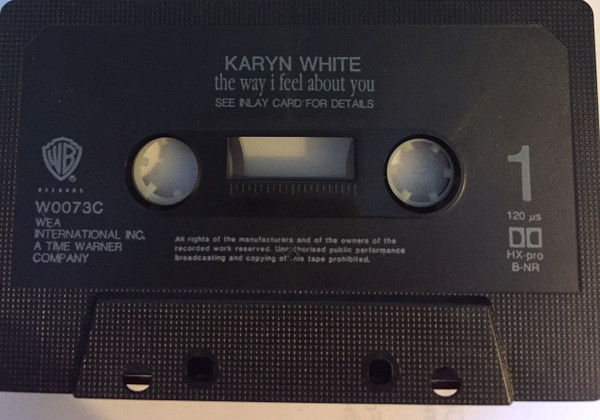 KARYN WHITE
the way i feel about you
SEE INLAY CARD FOR DETAILS
WB
®
RECORDS
W0073C
WEA
INTERNATIONAL INC.
A TIME WARNER
COMPANY
All rights of the manufacturers and of the owners of the
recorded work reserved. Unauthorised public performance
broadcasting and copying of this tape prohibited.
1
120 µs
HX-pro
B-NR